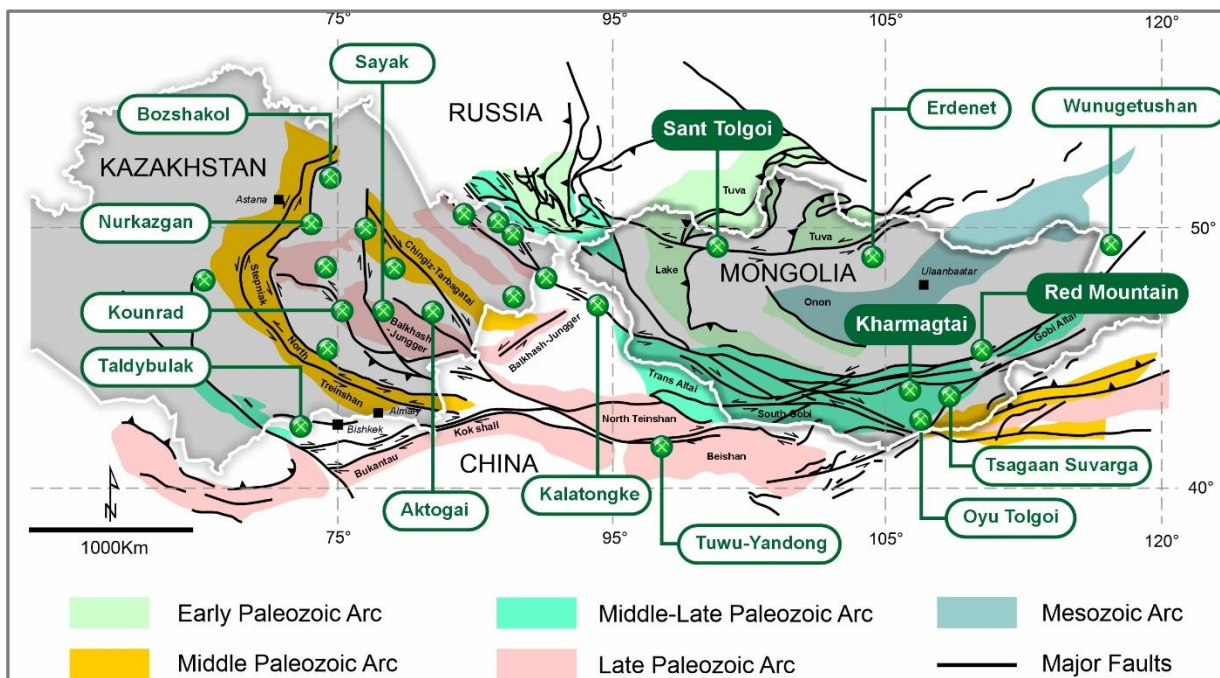 75°
95°
105°
120°
Sayak
Bozshakol
RUSSIA
Sant Tolgoi
Erdenet
Wunugetushan
KAZAKHSTAN
Astana
Tuva
Nurkazgan
50°
Chingiz-Tarbagatai
Tuva
Lake
MONGOLIA
Ulaanbaatar
Stepniak
Onon
Red Mountain
Kounrad
Balkhash
-Jungger
Balkhash-Jungger
Kharmagtai
Gobi Altai
North
Taldybulak
Treinshan
Trans Altai
Almaty
Bishkek
Kok shall
North Teinshan
South Gobi
Bukantau
CHINA
Beishan
Tsagaan Suvarga
N
Aktogai
Kalatongke
40°
Oyu Tolgoi
1000Km
75°
Tuwu-Yandong
95°
105°
120°
Early Paleozoic Arc
Middle-Late Paleozoic Arc
Mesozoic Arc
Middle Paleozoic Arc
Late Paleozoic Arc
Major Faults